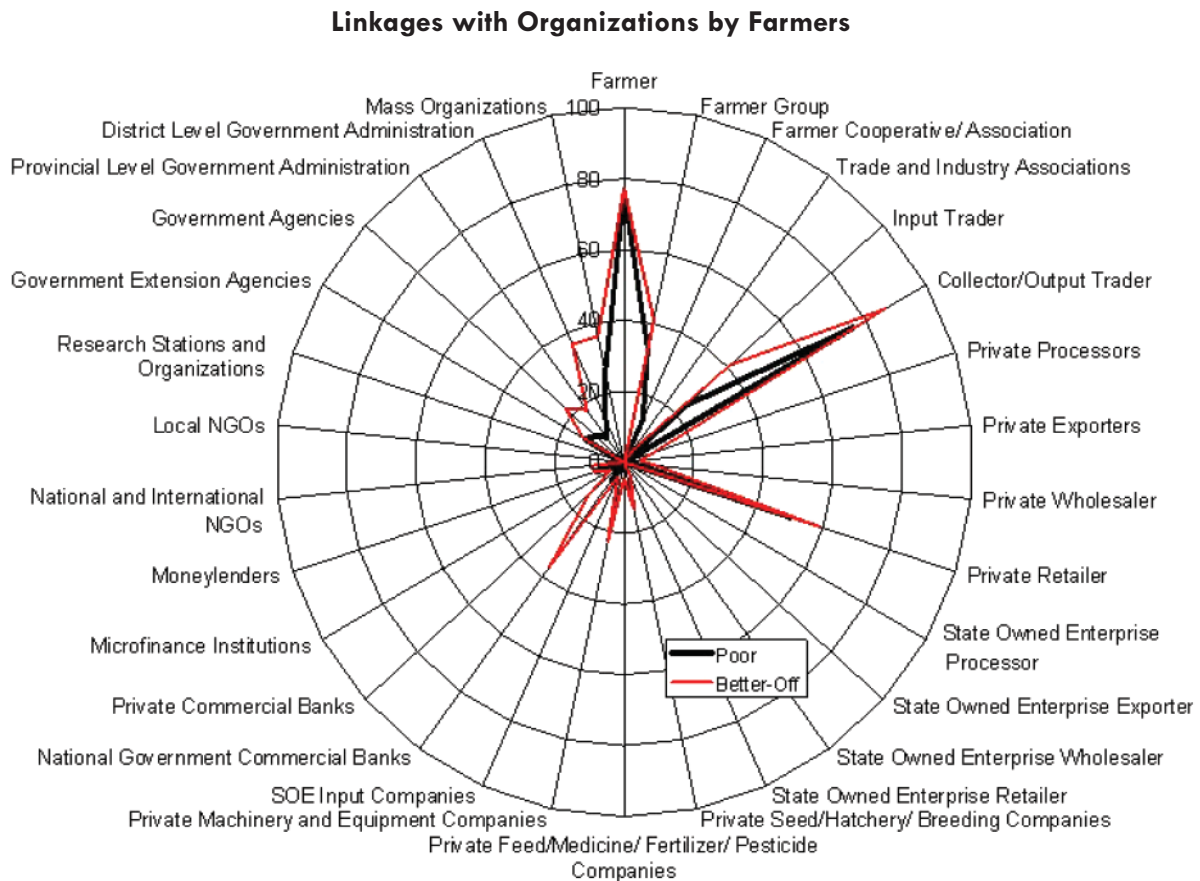 Linkages with Organizations by Farmers
Farmer
Mass Organizations
100
Farmer Group
District Level Government Administration
Farmer Cooperative/ Association
Provincial Level Government Administration
Trade and Industry Associations
80
Government Agencies
Input Trader
60
Government Extension Agencies
Collector/Output Trader
40
Research Stations and
Organizations
Private Processors
20
Local NGOs
Private Exporters
0
National and International
NGOs
Private Wholesaler
Moneylenders
Private Retailer
Microfinance Institutions
State Owned Enterprise
Processor
Poor
Better-Off
Private Commercial Banks
State Owned Enterprise Exporter
National Government Commercial Banks
State Owned Enterprise Wholesaler
SOE Input Companies
State Owned Enterprise Retailer
Private Machinery and Equipment Companies
Private Seed/Hatchery/ Breeding Companies
Private Feed/Medicine/ Fertilizer/ Pesticide
Companies